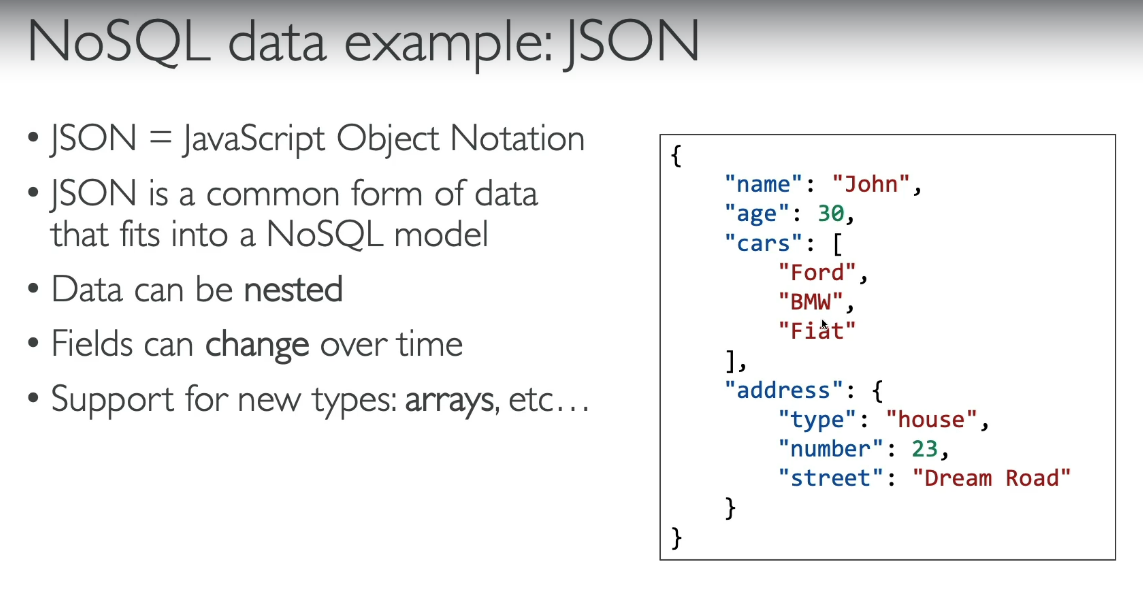 NoSQL data example: JSON
• JSON = JavaScript Object Notation
• JSON is a common form of data
that fits into a NoSQL model
• Data can be nested
• Fields can change over time
• Support for new types: arrays, etc…
{
"name": "John",
"age": 30,
"cars": [
"Ford",
"BMW",
"Fiat"
],
"address": {
"type": "house",
"number": 23,
"street": "Dream Road"
}
}